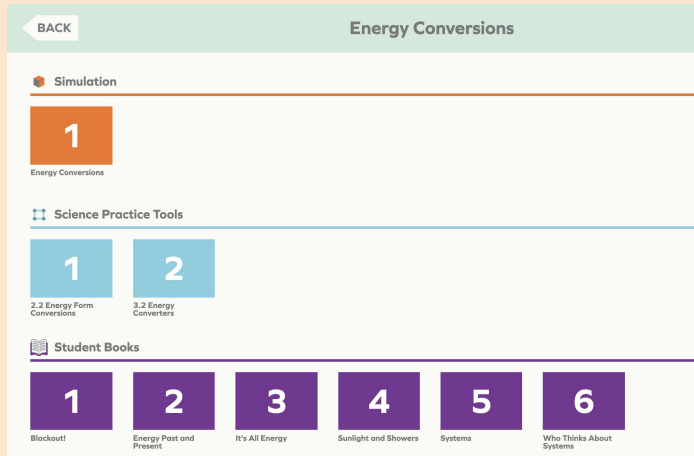 BACK
Energy Conversions
Simulation
1
Energy Conversions
Science Practice Tools
1
2
2.2 Energy Form
Conversions
3.2 Energy
Converters
Student Books
1
2
3
4
5
6
Blackout!
Energy Past and
Present
It's All Energy
Sunlight and Showers
Systems
Who Thinks About
Systems